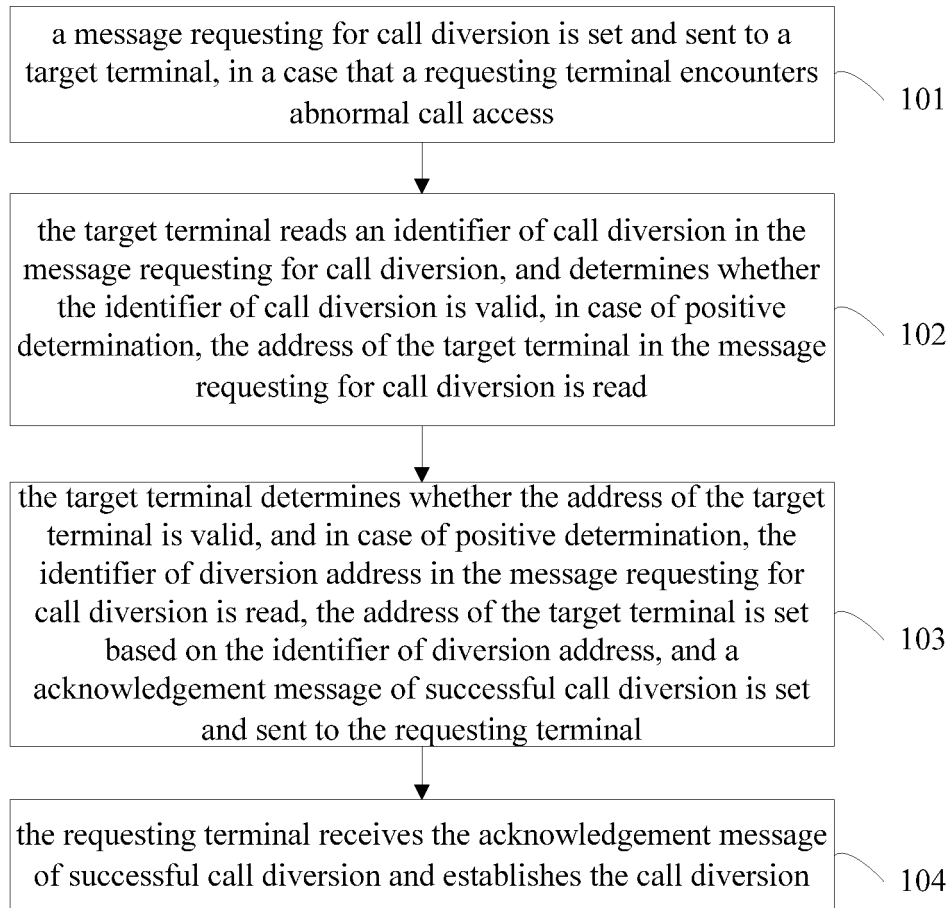 a message requesting for call diversion is set and sent to a
target terminal, in a case that a requesting terminal encounters
abnormal call access
101
the target terminal reads an identifier of call diversion in the
message requesting for call diversion, and determines whether
the identifier of call diversion is valid, in case of positive
determination, the address of the target terminal in the message
requesting for call diversion is read
102
the target terminal determines whether the address of the target
terminal is valid, and in case of positive determination, the
identifier of diversion address in the message requesting for
call diversion is read, the address of the target terminal is set
based on the identifier of diversion address, and a
acknowledgement message of successful call diversion is set
and sent to the requesting terminal
103
the requesting terminal receives the acknowledgement message
of successful call diversion and establishes the call diversion
104